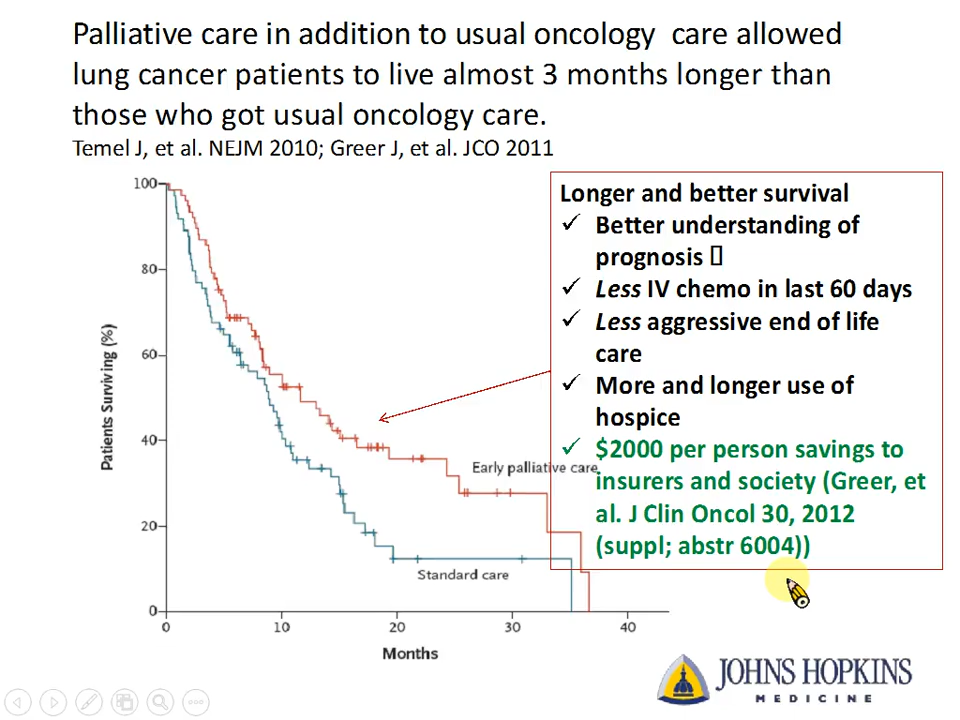 Palliative care in addition to usual oncology  care allowed
lung cancer patients to live almost 3 months longer than
those who got usual oncology care.
Temel J, et al. NEJM 2010; Greer J, et al. JCO 2011
Longer and better survival
✓ Better understanding of
prognosis ▯
✓ Less IV chemo in last 60 days
✓ Less aggressive end of life
care
✓ More and longer use of
hospice
✓ $2000 per person savings to
insurers and society (Greer, et
al. J Clin Oncol 30, 2012
(suppl; abstr 6004))
Patients Surviving (%)
100
80
60
40
20
0
Early palliative care
Standard care
0 10 20 30 40
Months
JOHNS HOPKINS
MEDICINE